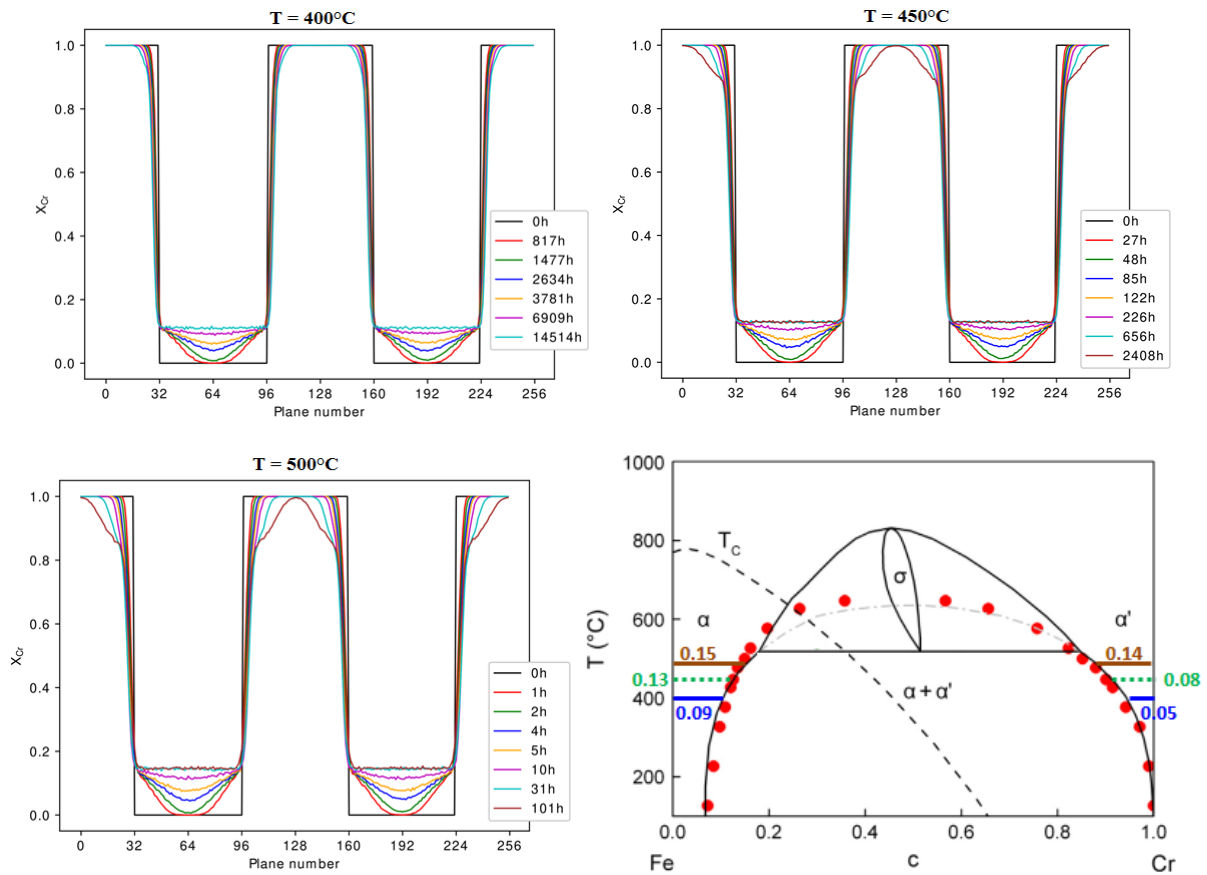 T = 400°C
1.0
0.8
0.6
0.4
0.2
0.0
X_Cr
0 32 64 96 128 160 192 224 256
Plane number
0h
817h
1477h
2634h
3781h
6909h
14514h
T = 450°C
1.0
0.8
0.6
0.4
0.2
0.0
X_Cr
0 32 64 96 128 160 192 224 256
Plane number
0h
27h
48h
85h
122h
226h
656h
2408h
T = 500°C
1.0
0.8
0.6
0.4
0.2
0.0
X_Cr
0 32 64 96 128 160 192 224 256
Plane number
0h
1h
2h
4h
5h
10h
31h
101h
1000
800
600
400
200
T (°C)
T_C
σ
α
α'
α + α'
0.15
0.14
0.13
0.08
0.09
0.05
0.0 0.2 0.4 0.6 0.8 1.0
Fe c Cr